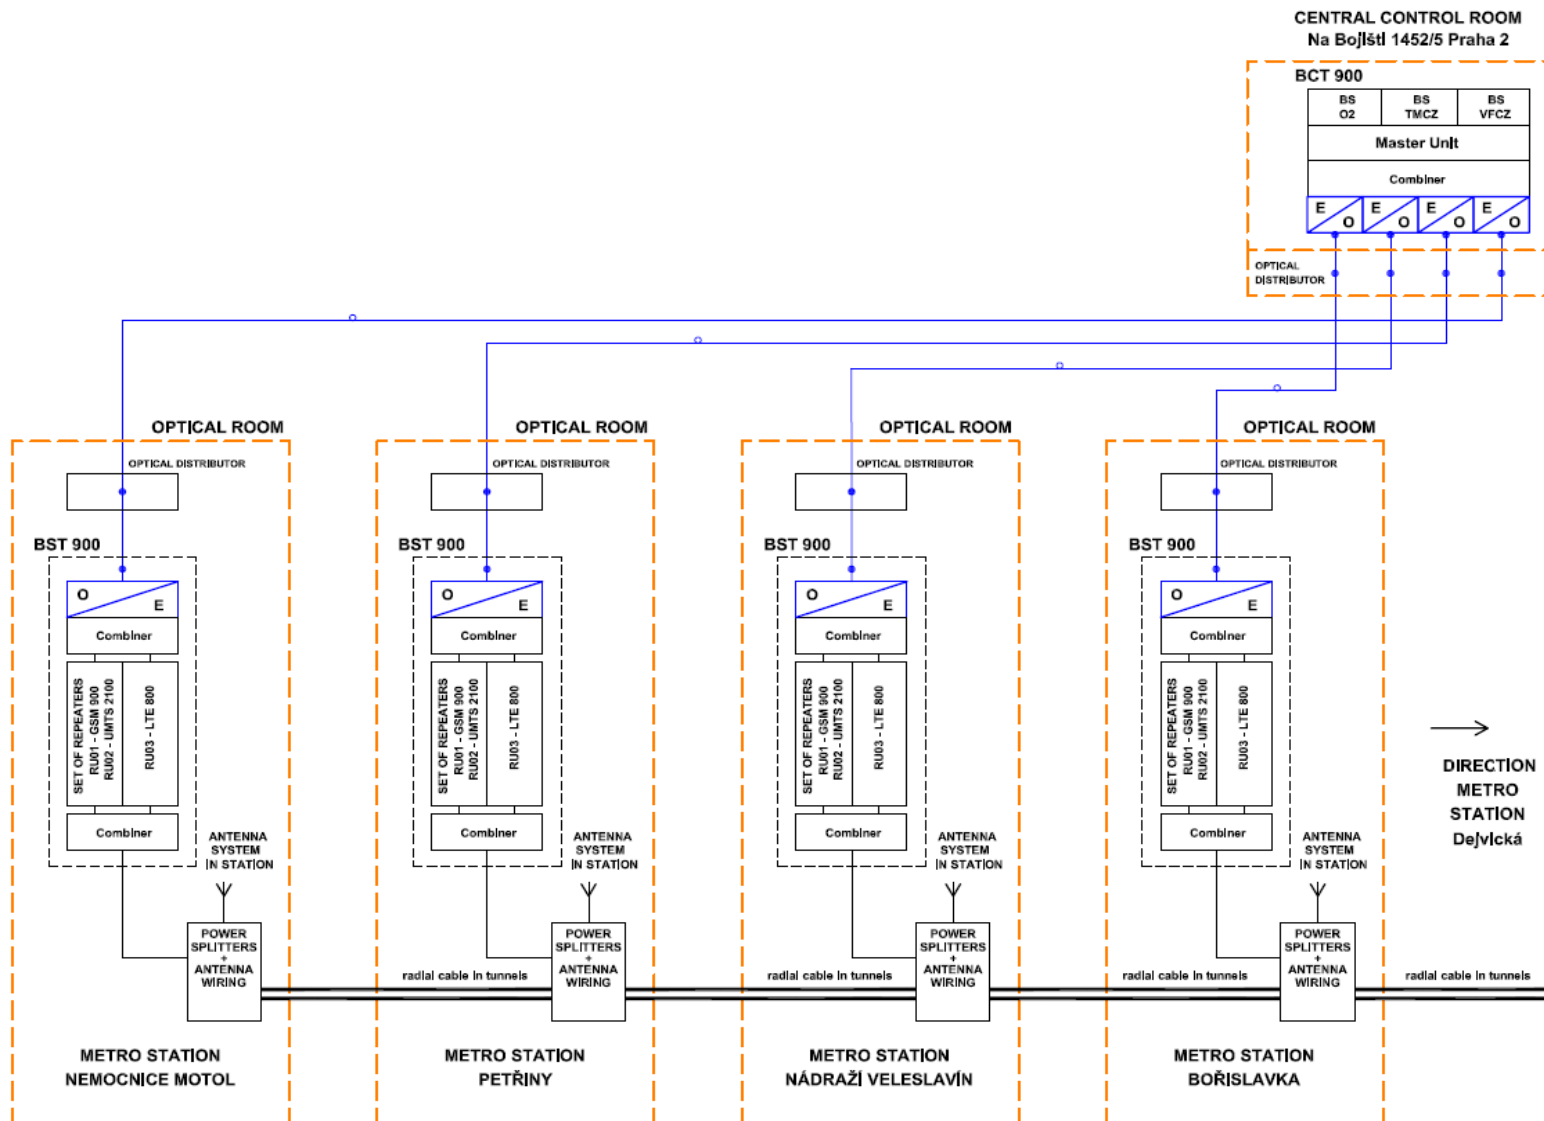 CENTRAL CONTROL ROOM
Na Bojišti 1452/5 Praha 2
BCT 900
BS
O2
BS
TMCZ
BS
VFCZ
Master Unit
Combiner
E
O
E
O
E
O
E
O
OPTICAL
DISTRIBUTOR
OPTICAL ROOM
OPTICAL DISTRIBUTOR
BST 900
O
E
Combiner
SET OF REPEATERS
RU01 - GSM 900
RU02 - UMTS 2100
RU03 - LTE 800
Combiner
ANTENNA
SYSTEM
IN STATION
POWER
SPLITTERS
+
ANTENNA
WIRING
radial cable in tunnels
METRO STATION
NEMOCNICE MOTOL
OPTICAL ROOM
OPTICAL DISTRIBUTOR
BST 900
O
E
Combiner
SET OF REPEATERS
RU01 - GSM 900
RU02 - UMTS 2100
RU03 - LTE 800
Combiner
ANTENNA
SYSTEM
IN STATION
POWER
SPLITTERS
+
ANTENNA
WIRING
radial cable in tunnels
METRO STATION
PETŘINY
OPTICAL ROOM
OPTICAL DISTRIBUTOR
BST 900
O
E
Combiner
SET OF REPEATERS
RU01 - GSM 900
RU02 - UMTS 2100
RU03 - LTE 800
Combiner
ANTENNA
SYSTEM
IN STATION
POWER
SPLITTERS
+
ANTENNA
WIRING
radial cable in tunnels
METRO STATION
NÁDRAŽÍ VELESLAVÍN
OPTICAL ROOM
OPTICAL DISTRIBUTOR
BST 900
O
E
Combiner
SET OF REPEATERS
RU01 - GSM 900
RU02 - UMTS 2100
RU03 - LTE 800
Combiner
ANTENNA
SYSTEM
IN STATION
POWER
SPLITTERS
+
ANTENNA
WIRING
radial cable in tunnels
METRO STATION
BOŘISLAVKA
DIRECTION
METRO
STATION
Dejvická